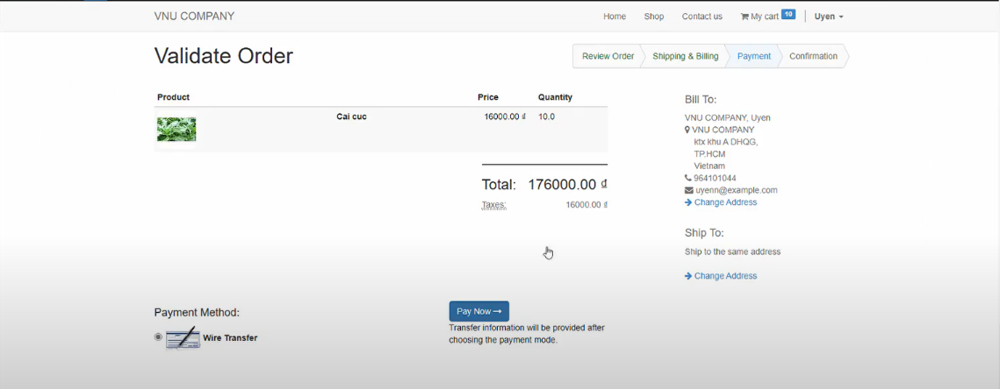 VNU COMPANY
Home Shop Contact us My cart 10 Uyen
Validate Order
Review Order Shipping & Billing Payment Confirmation
Product Price Quantity
Cai cuc 16000.00 ₫ 10.0
Total: 176000.00 ₫
Taxes: 16000.00 ₫
Bill To:
VNU COMPANY, Uyen
VNU COMPANY
ktx khu A DHQG,
TP.HCM
Vietnam
964101044
uyenn@example.com
Change Address
Ship To:
Ship to the same address
Change Address
Payment Method:
Wire Transfer
Pay Now
Transfer information will be provided after
choosing the payment mode.